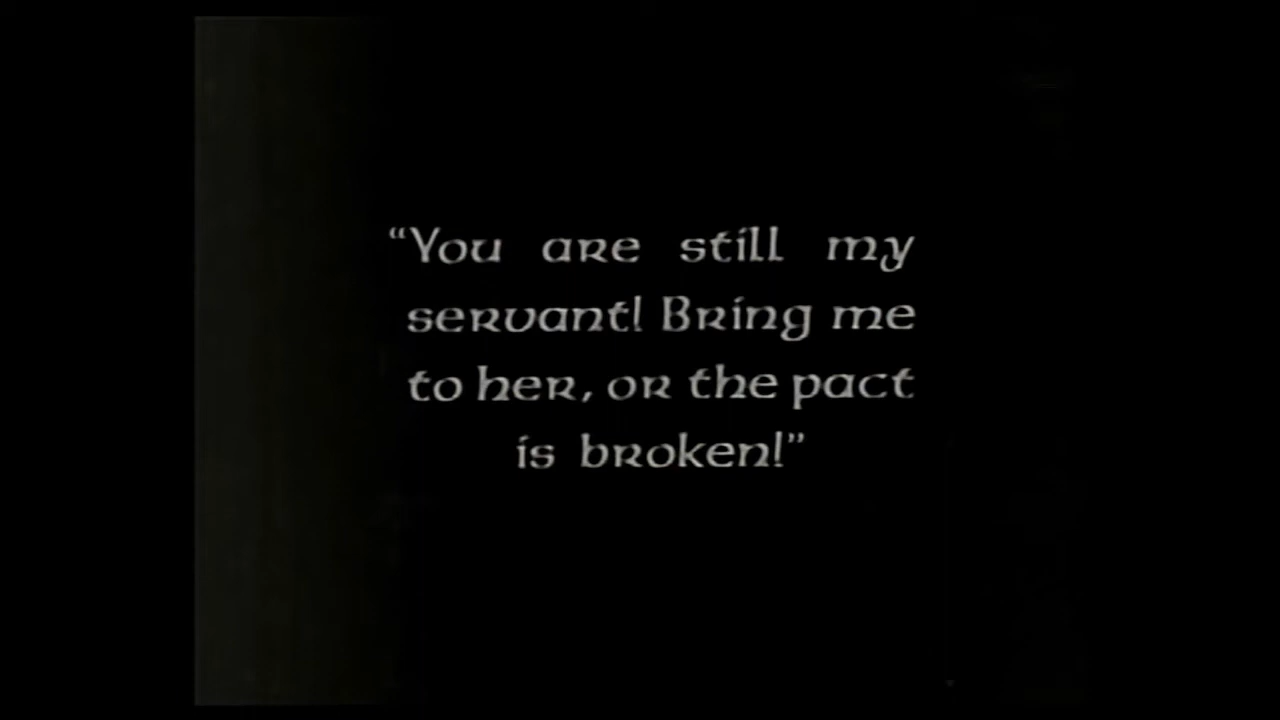 “You are still my
servant! Bring me
to her, or the pact
is broken!”